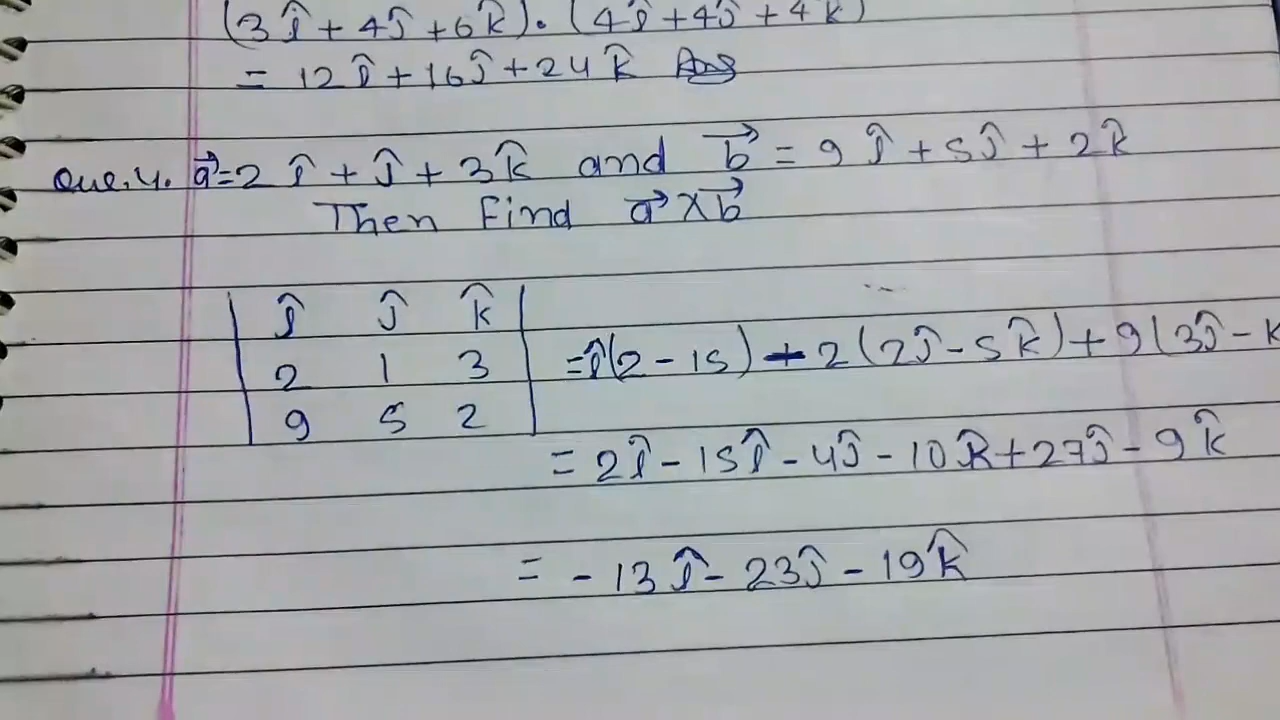 (3î + 4ĵ + 6k̂) . (4î + 4ĵ + 4k̂)
= 12î + 16ĵ + 24k̂ Ans
Que.4. a⃗=2 î + ĵ + 3k̂ and b⃗ = 9 î + 5ĵ + 2k̂
Then Find a⃗ x b⃗
| î ĵ k̂ |
| 2 1 3 | =î(2 - 15) - 2(2ĵ - 5k̂) + 9(3ĵ - k
| 9 5 2 |
= 2î - 15î - 4ĵ - 10k̂ + 27ĵ - 9k̂
= - 13î - 23ĵ - 19k̂